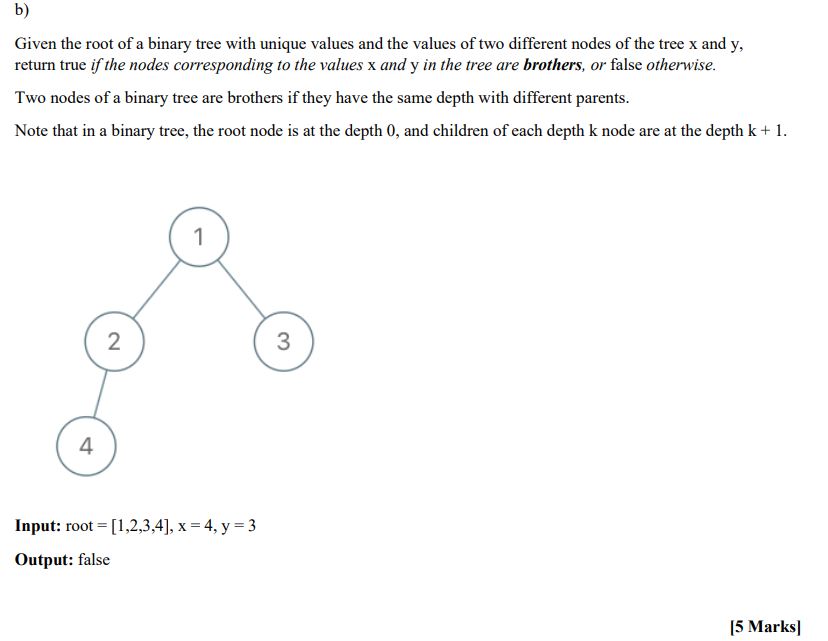 b)
Given the root of a binary tree with unique values and the values of two different nodes of the tree x and y,
return true if the nodes corresponding to the values x and y in the tree are brothers, or false otherwise.
Two nodes of a binary tree are brothers if they have the same depth with different parents.
Note that in a binary tree, the root node is at the depth 0, and children of each depth k node are at the depth k + 1.
1
2
3
4
Input: root = [1,2,3,4], x = 4, y = 3
Output: false
[5 Marks]